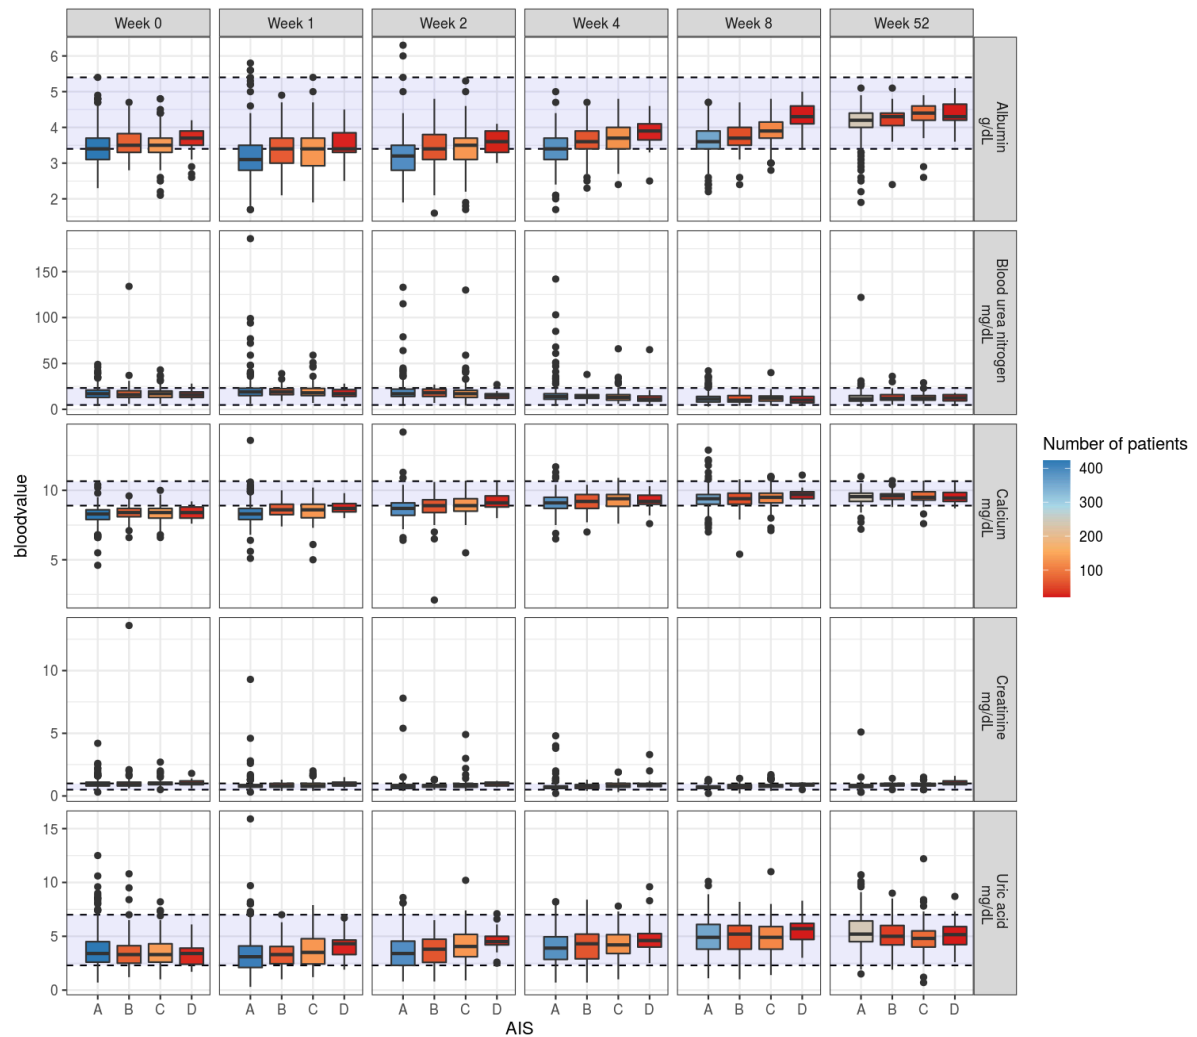 Week 0
Week 1
Week 2
Week 4
Week 8
Week 52
6
5
4
3
2
Albumin
g/dL
150
100
50
0
Blood urea nitrogen
mg/dL
10
5
Calcium
mg/dL
10
5
0
Creatinine
mg/dL
15
10
5
0
Uric acid
mg/dL
bloodvalue
A B C D
A B C D
A B C D
A B C D
A B C D
A B C D
AIS
Number of patients
400
300
200
100